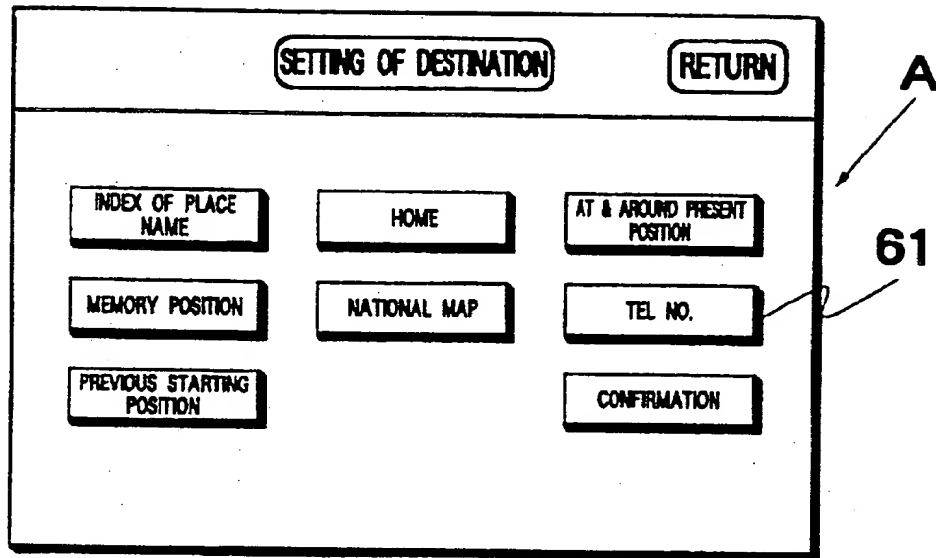 SETTING OF DESTINATION
RETURN
A
INDEX OF PLACE
NAME
HOME
AT & AROUND PRESENT
POSITION
61
MEMORY POSITION
NATIONAL MAP
TEL NO.
PREVIOUS STARTING
POSITION
CONFIRMATION